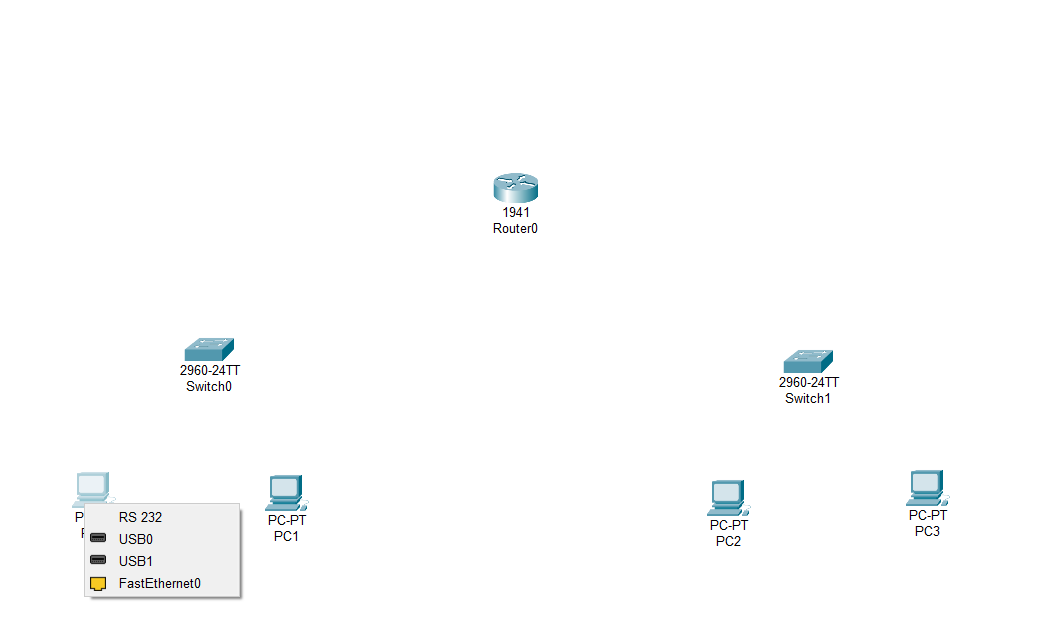 1941
Router0
2960-24TT
Switch0
2960-24TT
Switch1
PC-PT
PC1
PC-PT
PC2
PC-PT
PC3
RS 232
USB0
USB1
FastEthernet0